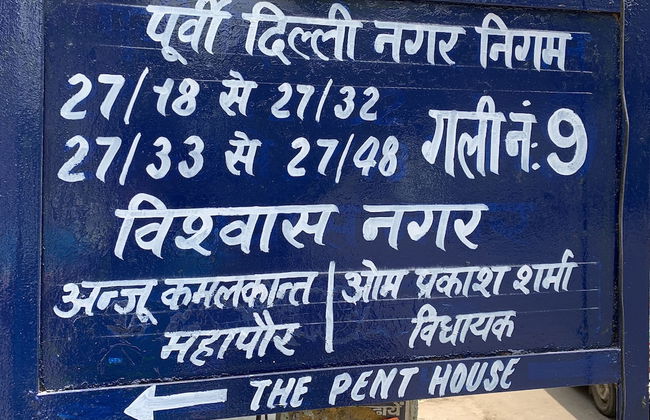 पूर्वी दिल्ली नगर निगम
27/18 से 27/32
27/33 से 27/48
गली नं: 9
विश्वास नगर
अन्जू कमलकान्त
महापौर
ओम प्रकाश शर्मा
विधायक
← THE PENT HOUSE